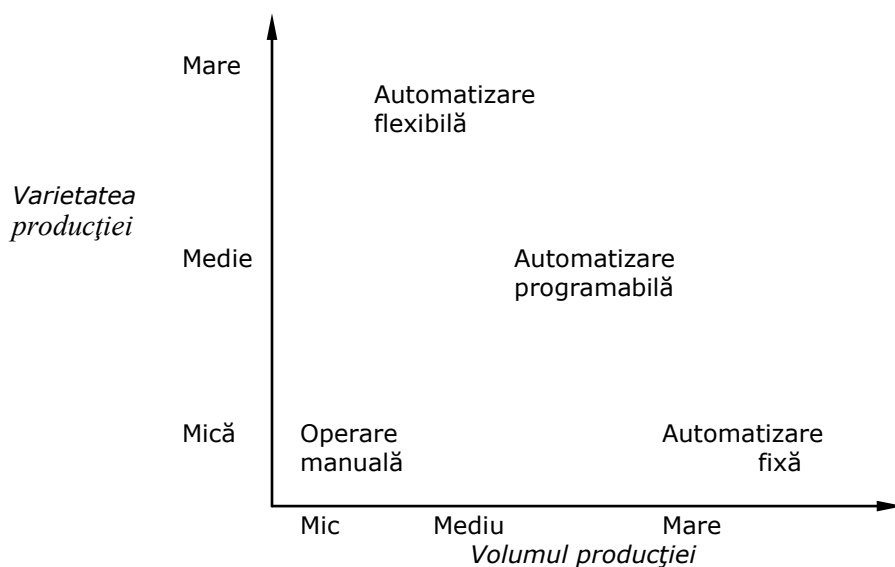 Mare
Automatizare
flexibilă
Varietatea
producţiei
Medie
Automatizare
programabilă
Mică
Operare
manuală
Automatizare
fixă
Mic
Mediu
Mare
Volumul producţiei